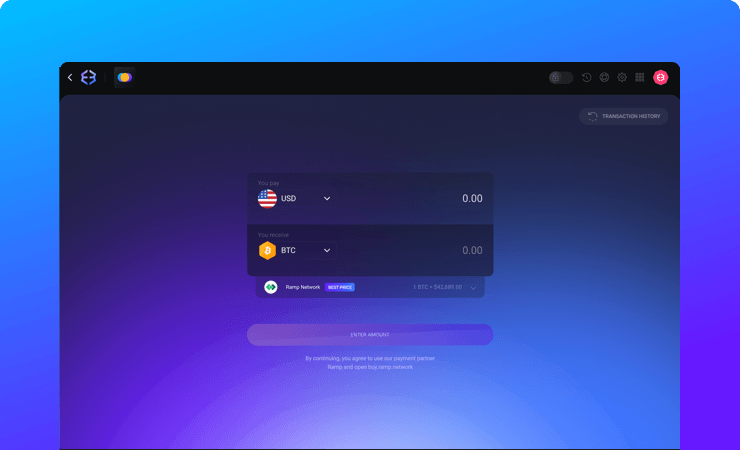 TRANSACTION HISTORY
You pay
USD
0.00
You receive
BTC
0.00
Ramp Network BEST PRICE 1 BTC ≈ $42,689.00
ENTER AMOUNT
By continuing, you agree to use our payment partner
Ramp and open buy.ramp.network